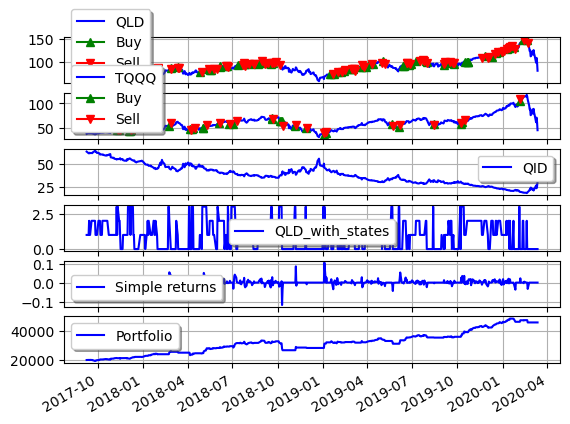 QLD
Buy
Sell
150
100
TQQQ
Buy
Sell
100
50
QID
50
25
QLD_with_states
2.5
0.0
Simple returns
0.1
0.0
−0.1
Portfolio
40000
20000
2017-10
2018-01
2018-04
2018-07
2018-10
2019-01
2019-04
2019-07
2019-10
2020-01
2020-04